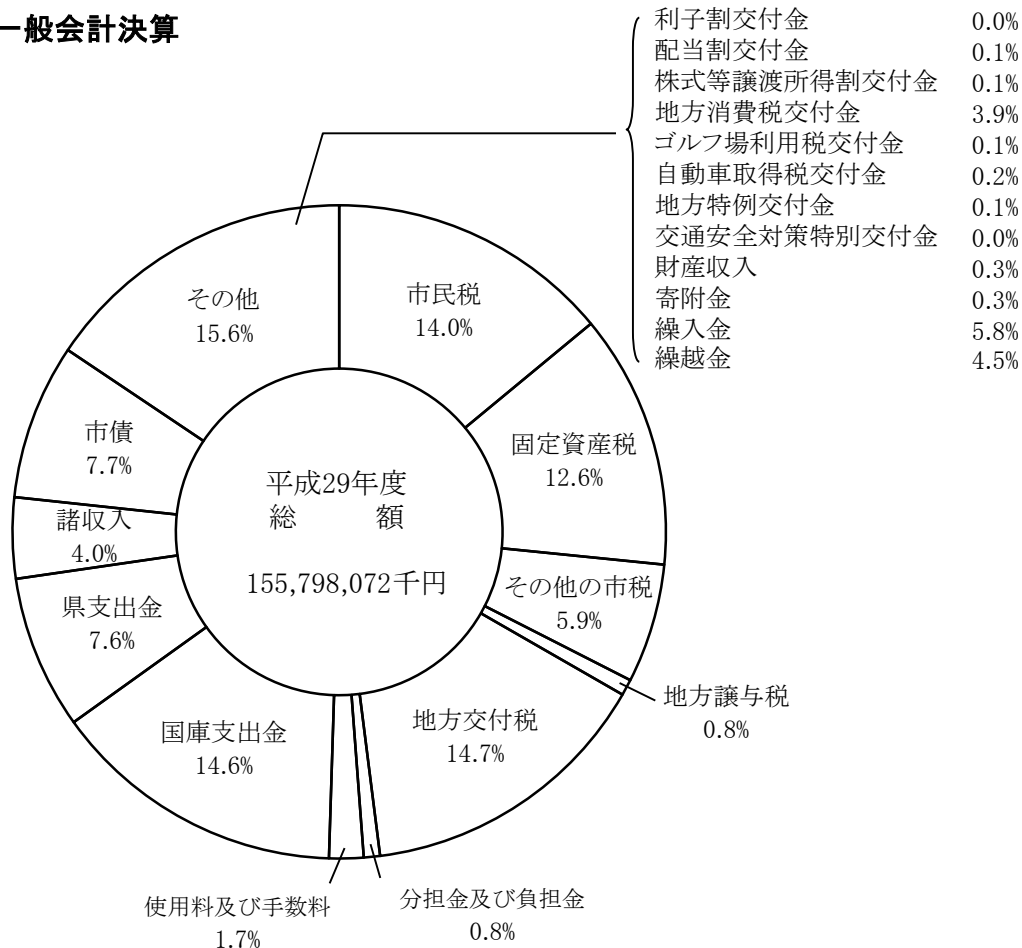 一般会計決算
利子割交付金 0.0%
配当割交付金 0.1%
株式等譲渡所得割交付金 0.1%
地方消費税交付金 3.9%
ゴルフ場利用税交付金 0.1%
自動車取得税交付金 0.2%
地方特例交付金 0.1%
交通安全対策特別交付金 0.0%
財産収入 0.3%
寄附金 0.3%
繰入金 5.8%
繰越金 4.5%
市民税
14.0%
固定資産税
12.6%
その他の市税
5.9%
地方譲与税
0.8%
地方交付税
14.7%
分担金及び負担金
0.8%
使用料及び手数料
1.7%
国庫支出金
14.6%
県支出金
7.6%
諸収入
4.0%
市債
7.7%
その他
15.6%
平成29年度
総 額
155,798,072千円